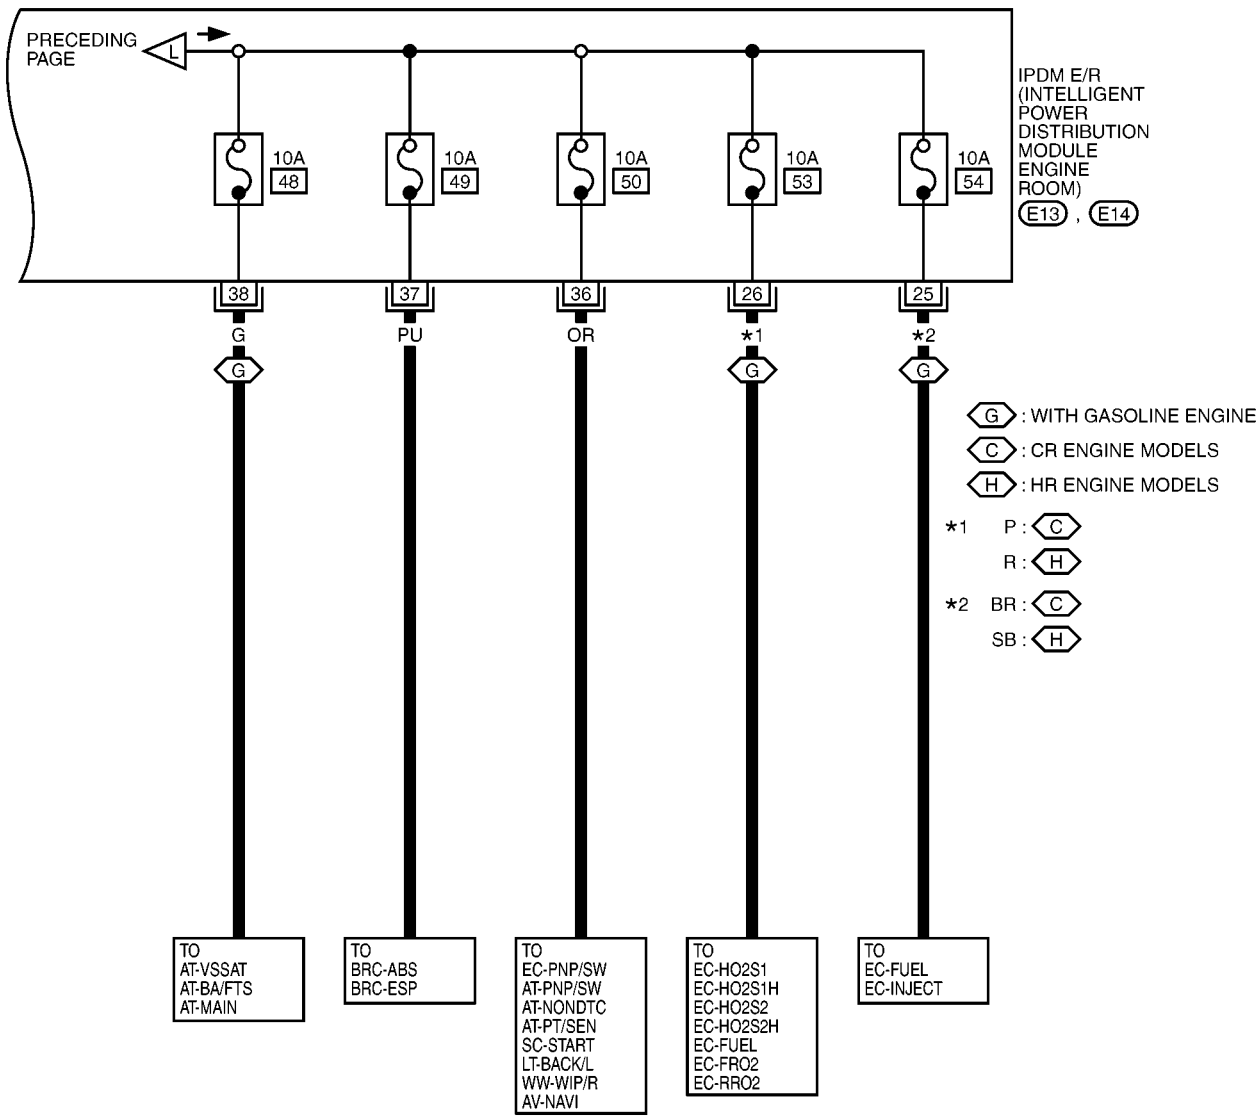 PRECEDING
PAGE
L
10A
48
10A
49
10A
50
10A
53
10A
54
IPDM E/R
(INTELLIGENT
POWER
DISTRIBUTION
MODULE
ENGINE
ROOM)
E13 , E14
38
37
36
26
25
G
PU
OR
★1
★2
G
G
G
G : WITH GASOLINE ENGINE
C : CR ENGINE MODELS
H : HR ENGINE MODELS
★1 P : C
R : H
★2 BR : C
SB : H
TO
AT-VSSAT
AT-BA/FTS
AT-MAIN
TO
BRC-ABS
BRC-ESP
TO
EC-PNP/SW
AT-PNP/SW
AT-NONDTC
AT-PT/SEN
SC-START
LT-BACK/L
WW-WIP/R
AV-NAVI
TO
EC-HO2S1
EC-HO2S1H
EC-HO2S2
EC-HO2S2H
EC-FUEL
EC-FRO2
EC-RRO2
TO
EC-FUEL
EC-INJECT